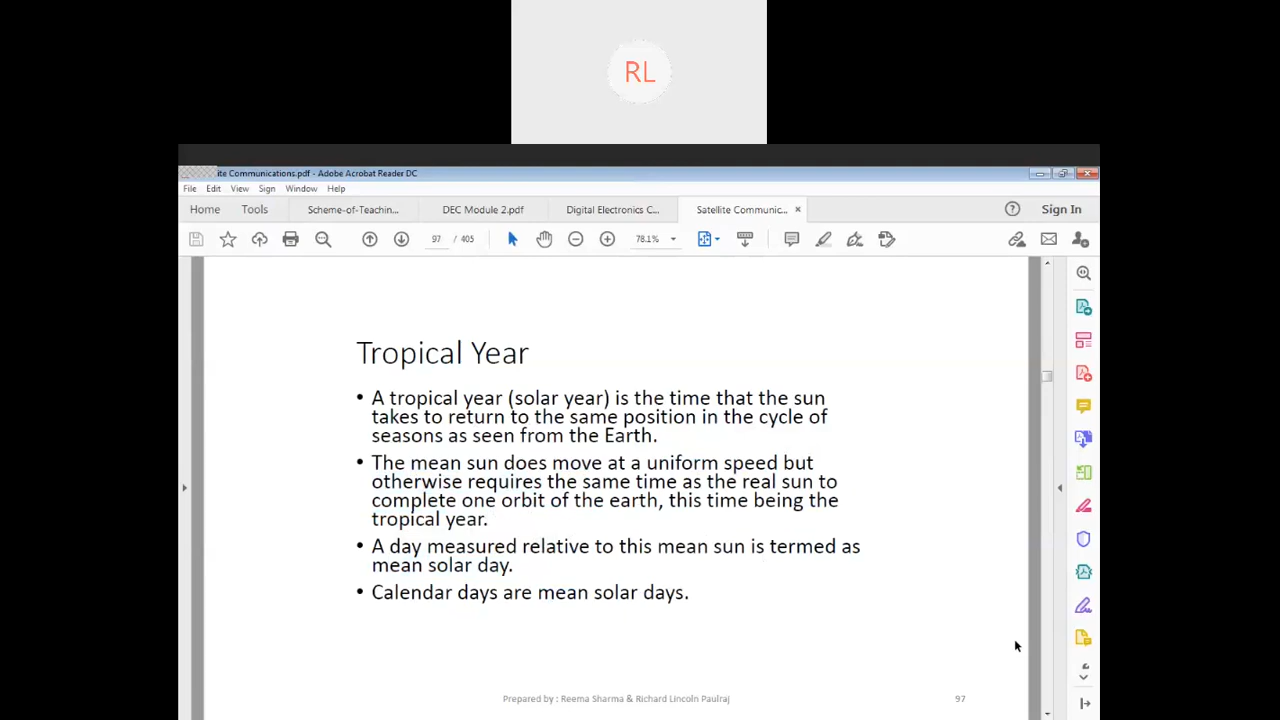 RL
ite Communications.pdf - Adobe Acrobat Reader DC
File Edit View Sign Window Help
Home Tools Scheme-of-Teachin... DEC Module 2.pdf Digital Electronics C... Satellite Communic... × Sign In
97 / 405 78.1%
Tropical Year
• A tropical year (solar year) is the time that the sun
takes to return to the same position in the cycle of
seasons as seen from the Earth.
• The mean sun does move at a uniform speed but
otherwise requires the same time as the real sun to
complete one orbit of the earth, this time being the
tropical year.
• A day measured relative to this mean sun is termed as
mean solar day.
• Calendar days are mean solar days.
Prepared by : Reema Sharma & Richard Lincoln Paulraj 97